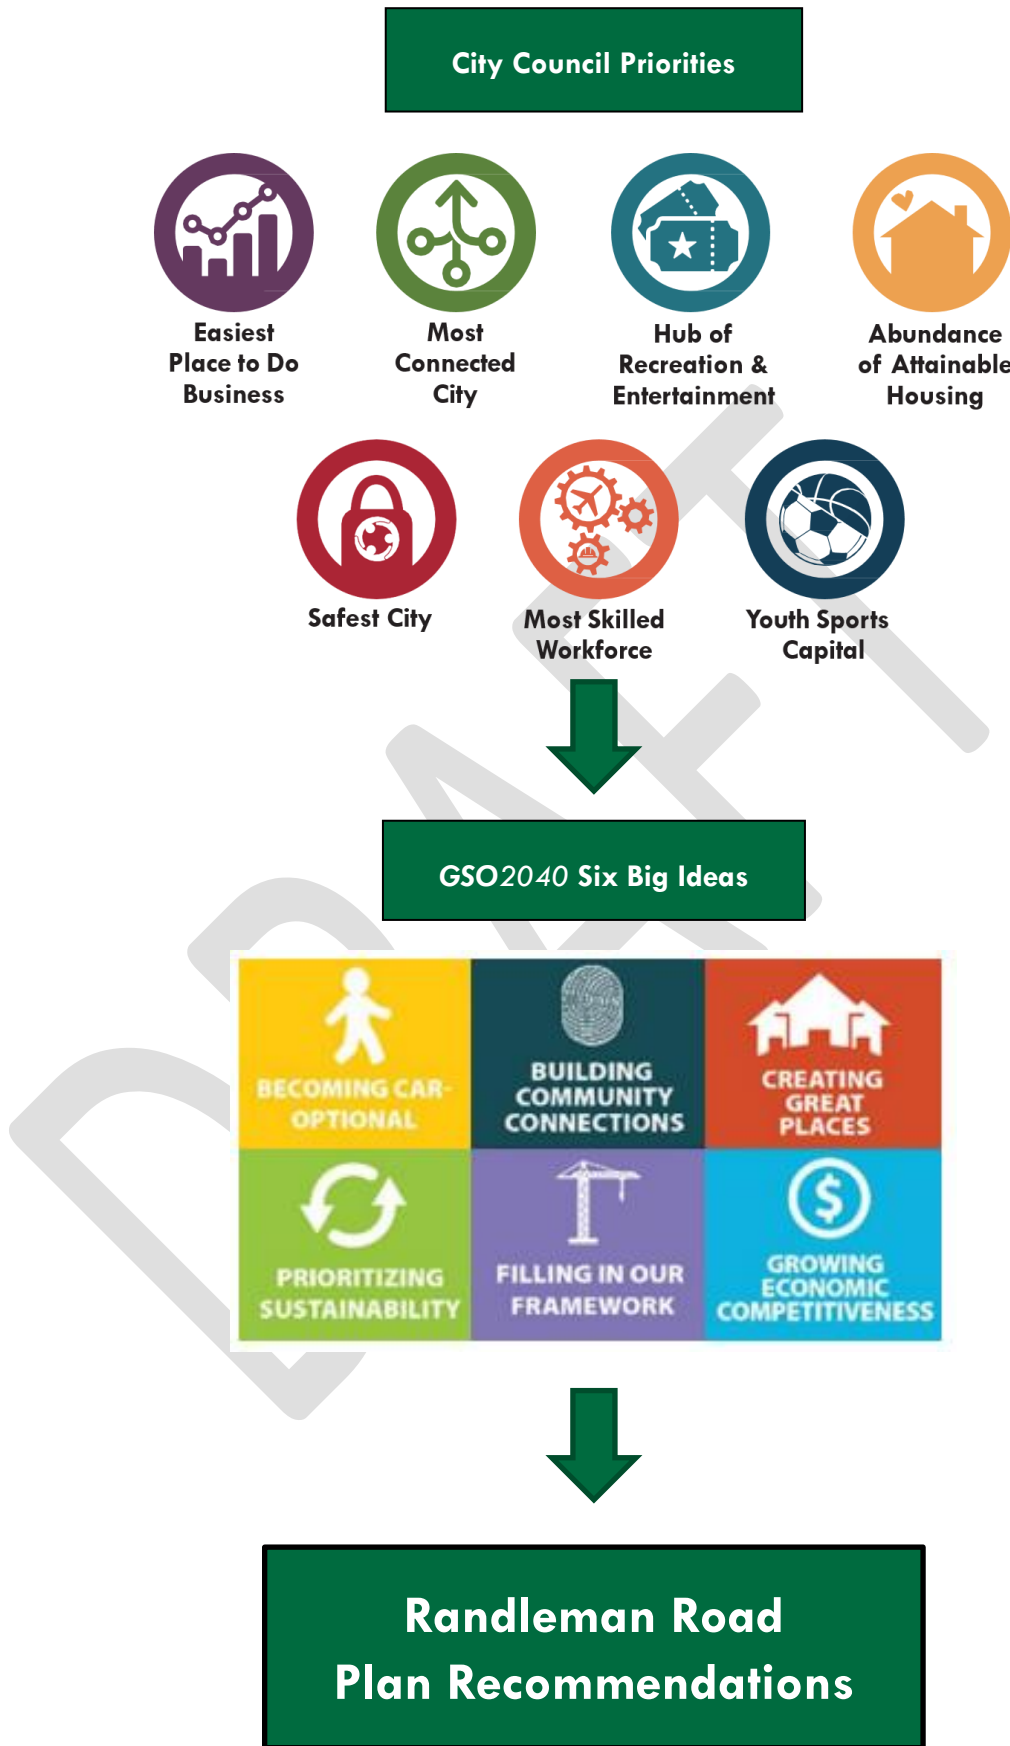 City Council Priorities
Easiest
Place to Do
Business
Most
Connected
City
Hub of
Recreation &
Entertainment
Abundance
of Attainable
Housing
Safest City
Most Skilled
Workforce
Youth Sports
Capital
GSO2040 Six Big Ideas
BECOMING CAR-
OPTIONAL
BUILDING
COMMUNITY
CONNECTIONS
CREATING
GREAT
PLACES
PRIORITIZING
SUSTAINABILITY
FILLING IN OUR
FRAMEWORK
$
GROWING
ECONOMIC
COMPETITIVENESS
Randleman Road
Plan Recommendations
DRAFT